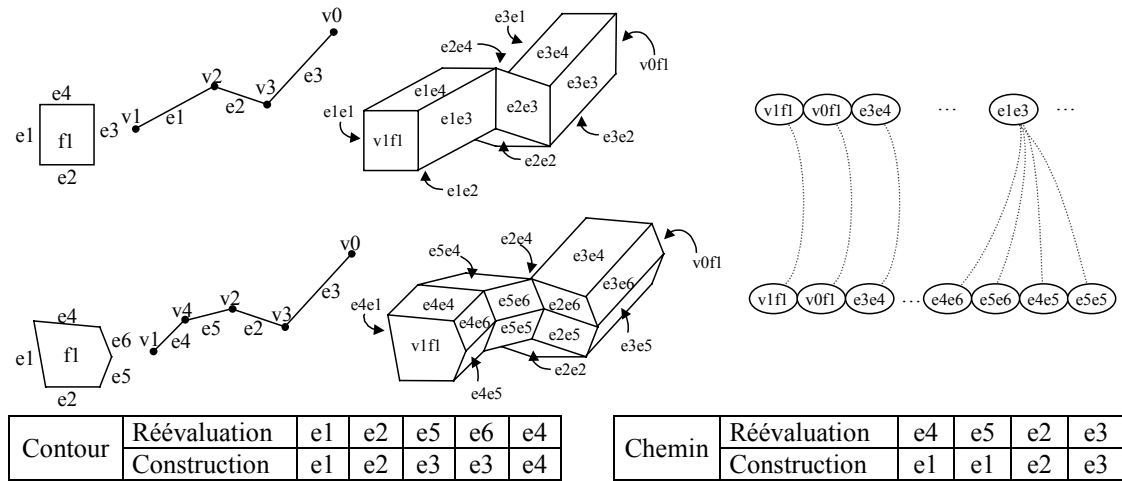 v0
e3
v2
v3
e2
v1
e1
e4
e1
f1
e3
e2
e3e1
e2e4
e3e4
v0f1
e1e4
e3e3
e2e3
e1e1
e1e3
v1f1
e3e2
e2e2
e1e2
v1f1 v0f1 e3e4 ... e1e3 ...
v0
e3
v4 v2
v3
e5 e2
v1
e4
e4
e6
e1 f1
e5
e2
e5e4
e2e4
e3e4
v0f1
e4e4
e5e6
e3e6
e4e1
e2e6
e4e6
e5e5
v1f1
e2e5
e3e5
e2e2
e4e5
v1f1 v0f1 e3e4 ... e4e6 e5e6 e4e5 e5e5
Contour
Réévaluation e1 e2 e5 e6 e4
Construction e1 e2 e3 e3 e4
Chemin
Réévaluation e4 e5 e2 e3
Construction e1 e1 e2 e3